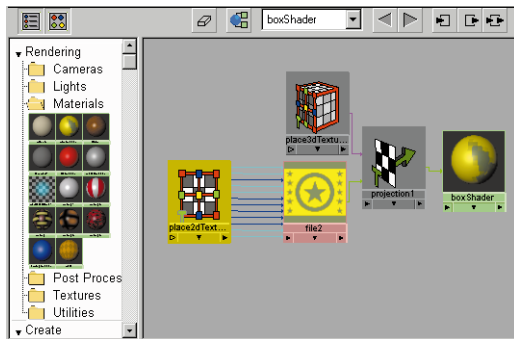 boxShader
Rendering
Cameras
Lights
Materials
Post Proces
Textures
Utilities
Create
place3dTextu...
place2dText...
file2
projection1
boxShader